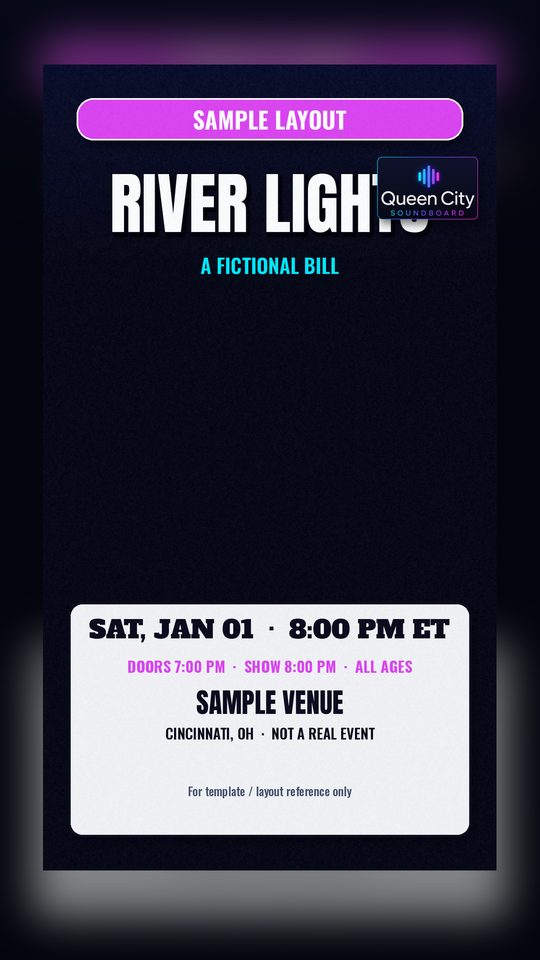 SAMPLE LAYOUT
RIVER
Queen City
SOUNDBOARD
A FICTIONAL BILL
SAT, JAN 01 · 8:00 PM ET
DOORS 7:00 PM · SHOW 8:00 PM · ALL AGES
SAMPLE VENUE
CINCINNATI, OH · NOT A REAL EVENT
For template / layout reference only